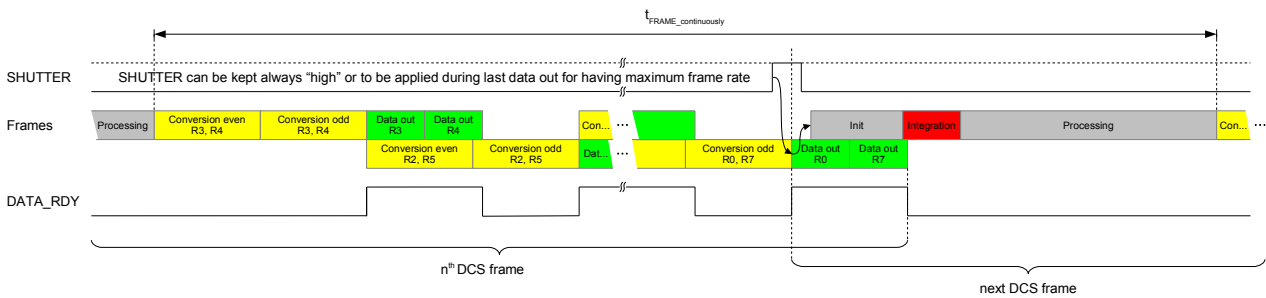 t FRAME_continuously
SHUTTER
SHUTTER can be kept always “high” or to be applied during last data out for having maximum frame rate
Frames
Processing
Conversion even
R3, R4
Conversion odd
R3, R4
Data out
R3
Data out
R4
Con...
...
Init
Integration
Processing
Con...
...
Conversion even
R2, R5
Conversion odd
R2, R5
Dat...
...
Conversion odd
R0, R7
Data out
R0
Data out
R7
DATA_RDY
nth DCS frame
next DCS frame